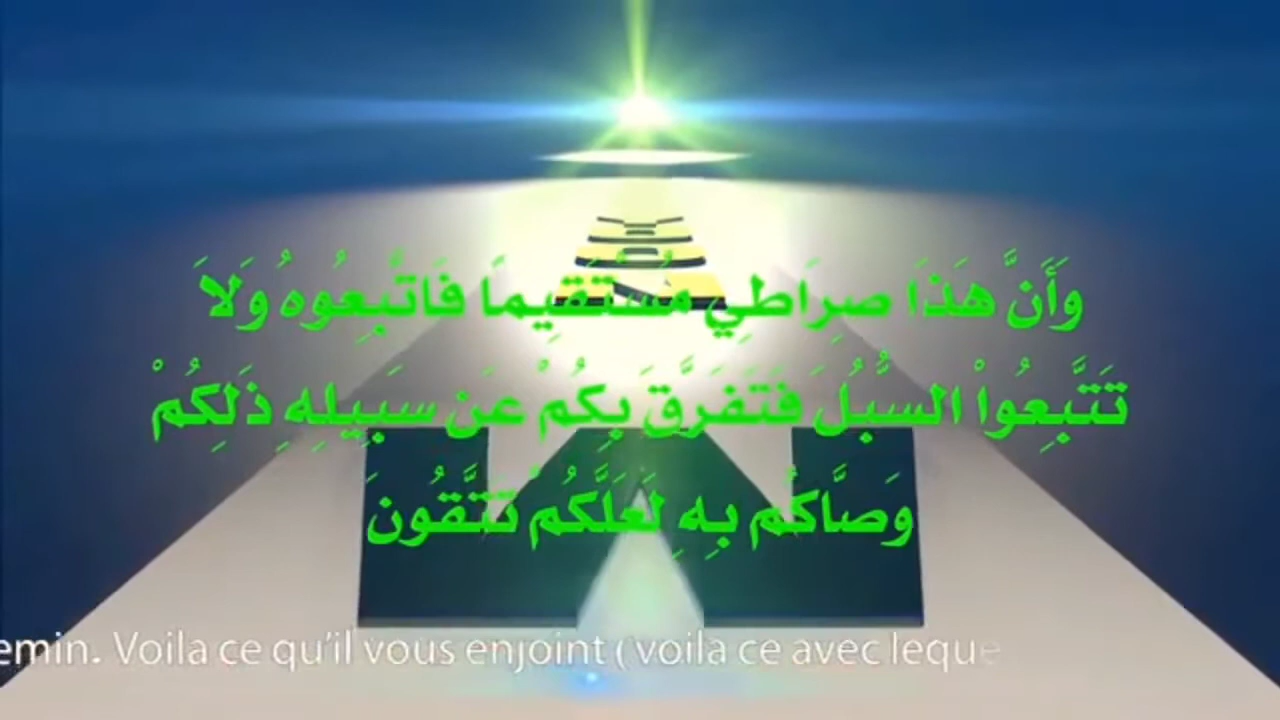 وَأَنَّ هَذَا صِرَاطِي مُسْتَقِيمًا فَاتَّبِعُوهُ وَلاَ
تَتَّبِعُواْ السُّبُلَ فَتَفَرَّقَ بِكُمْ عَن سَبِيلِهِ ذَلِكُمْ
وَصَّاكُم بِهِ لَعَلَّكُمْ تَتَّقُونَ
emin. Voila ce qu'il vous enjoint ( voila ce avec leque